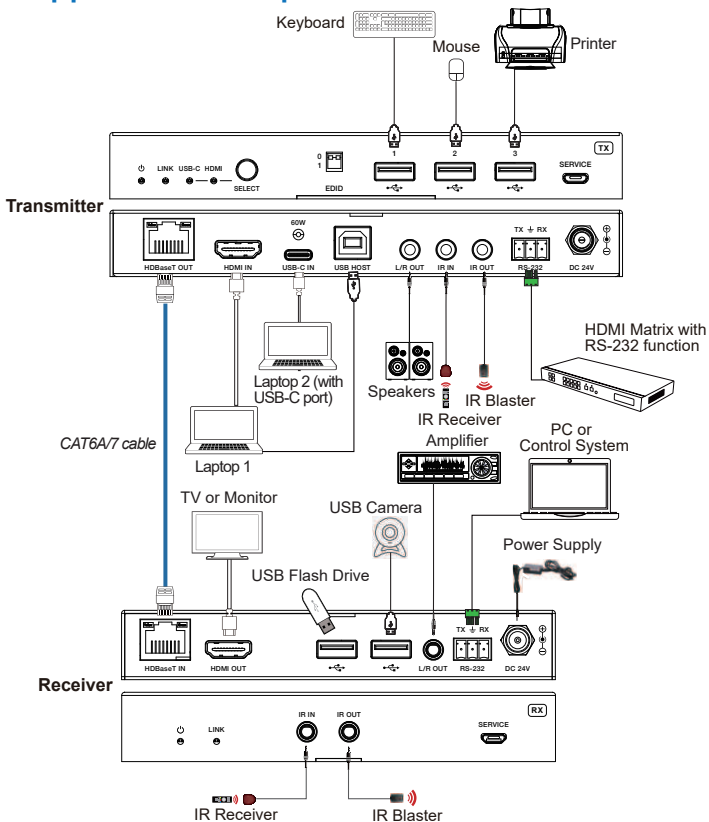 Keyboard
Mouse
Printer
TX
1 2 3
0
1
LINK USB-C HDMI
SERVICE
SELECT
EDID
Transmitter
60W
TX RX
HDBaseT OUT HDMI IN USB-C IN USB HOST L/R OUT IR IN IR OUT RS-232 DC 24V
HDMI Matrix with
RS-232 function
Laptop 2 (with
USB-C port)
Speakers
IR Blaster
IR Receiver
Amplifier
PC or
Control System
CAT6A/7 cable
Laptop 1
TV or Monitor
USB Camera
Power Supply
USB Flash Drive
TX RX
HDBaseT IN HDMI OUT L/R OUT RS-232 DC 24V
Receiver
RX
IR IN IR OUT
LINK
SERVICE
IR Receiver
IR Blaster